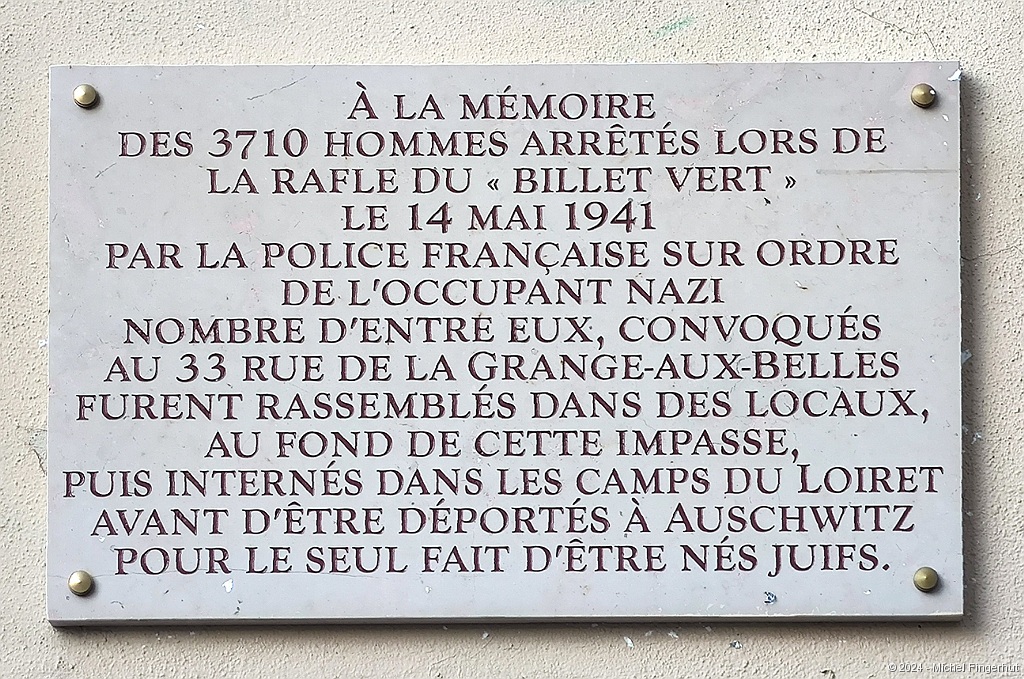 À LA MÉMOIRE
DES 3710 HOMMES ARRÊTÉS LORS DE
LA RAFLE DU « BILLET VERT »
LE 14 MAI 1941
PAR LA POLICE FRANÇAISE SUR ORDRE
DE L'OCCUPANT NAZI
NOMBRE D'ENTRE EUX, CONVOQUÉS
AU 33 RUE DE LA GRANGE-AUX-BELLES
FURENT RASSEMBLÉS DANS DES LOCAUX,
AU FOND DE CETTE IMPASSE,
PUIS INTERNÉS DANS LES CAMPS DU LOIRET
AVANT D'ÊTRE DÉPORTÉS À AUSCHWITZ
POUR LE SEUL FAIT D'ÊTRE NÉS JUIFS.
© 2024 - Michel Fingerhut